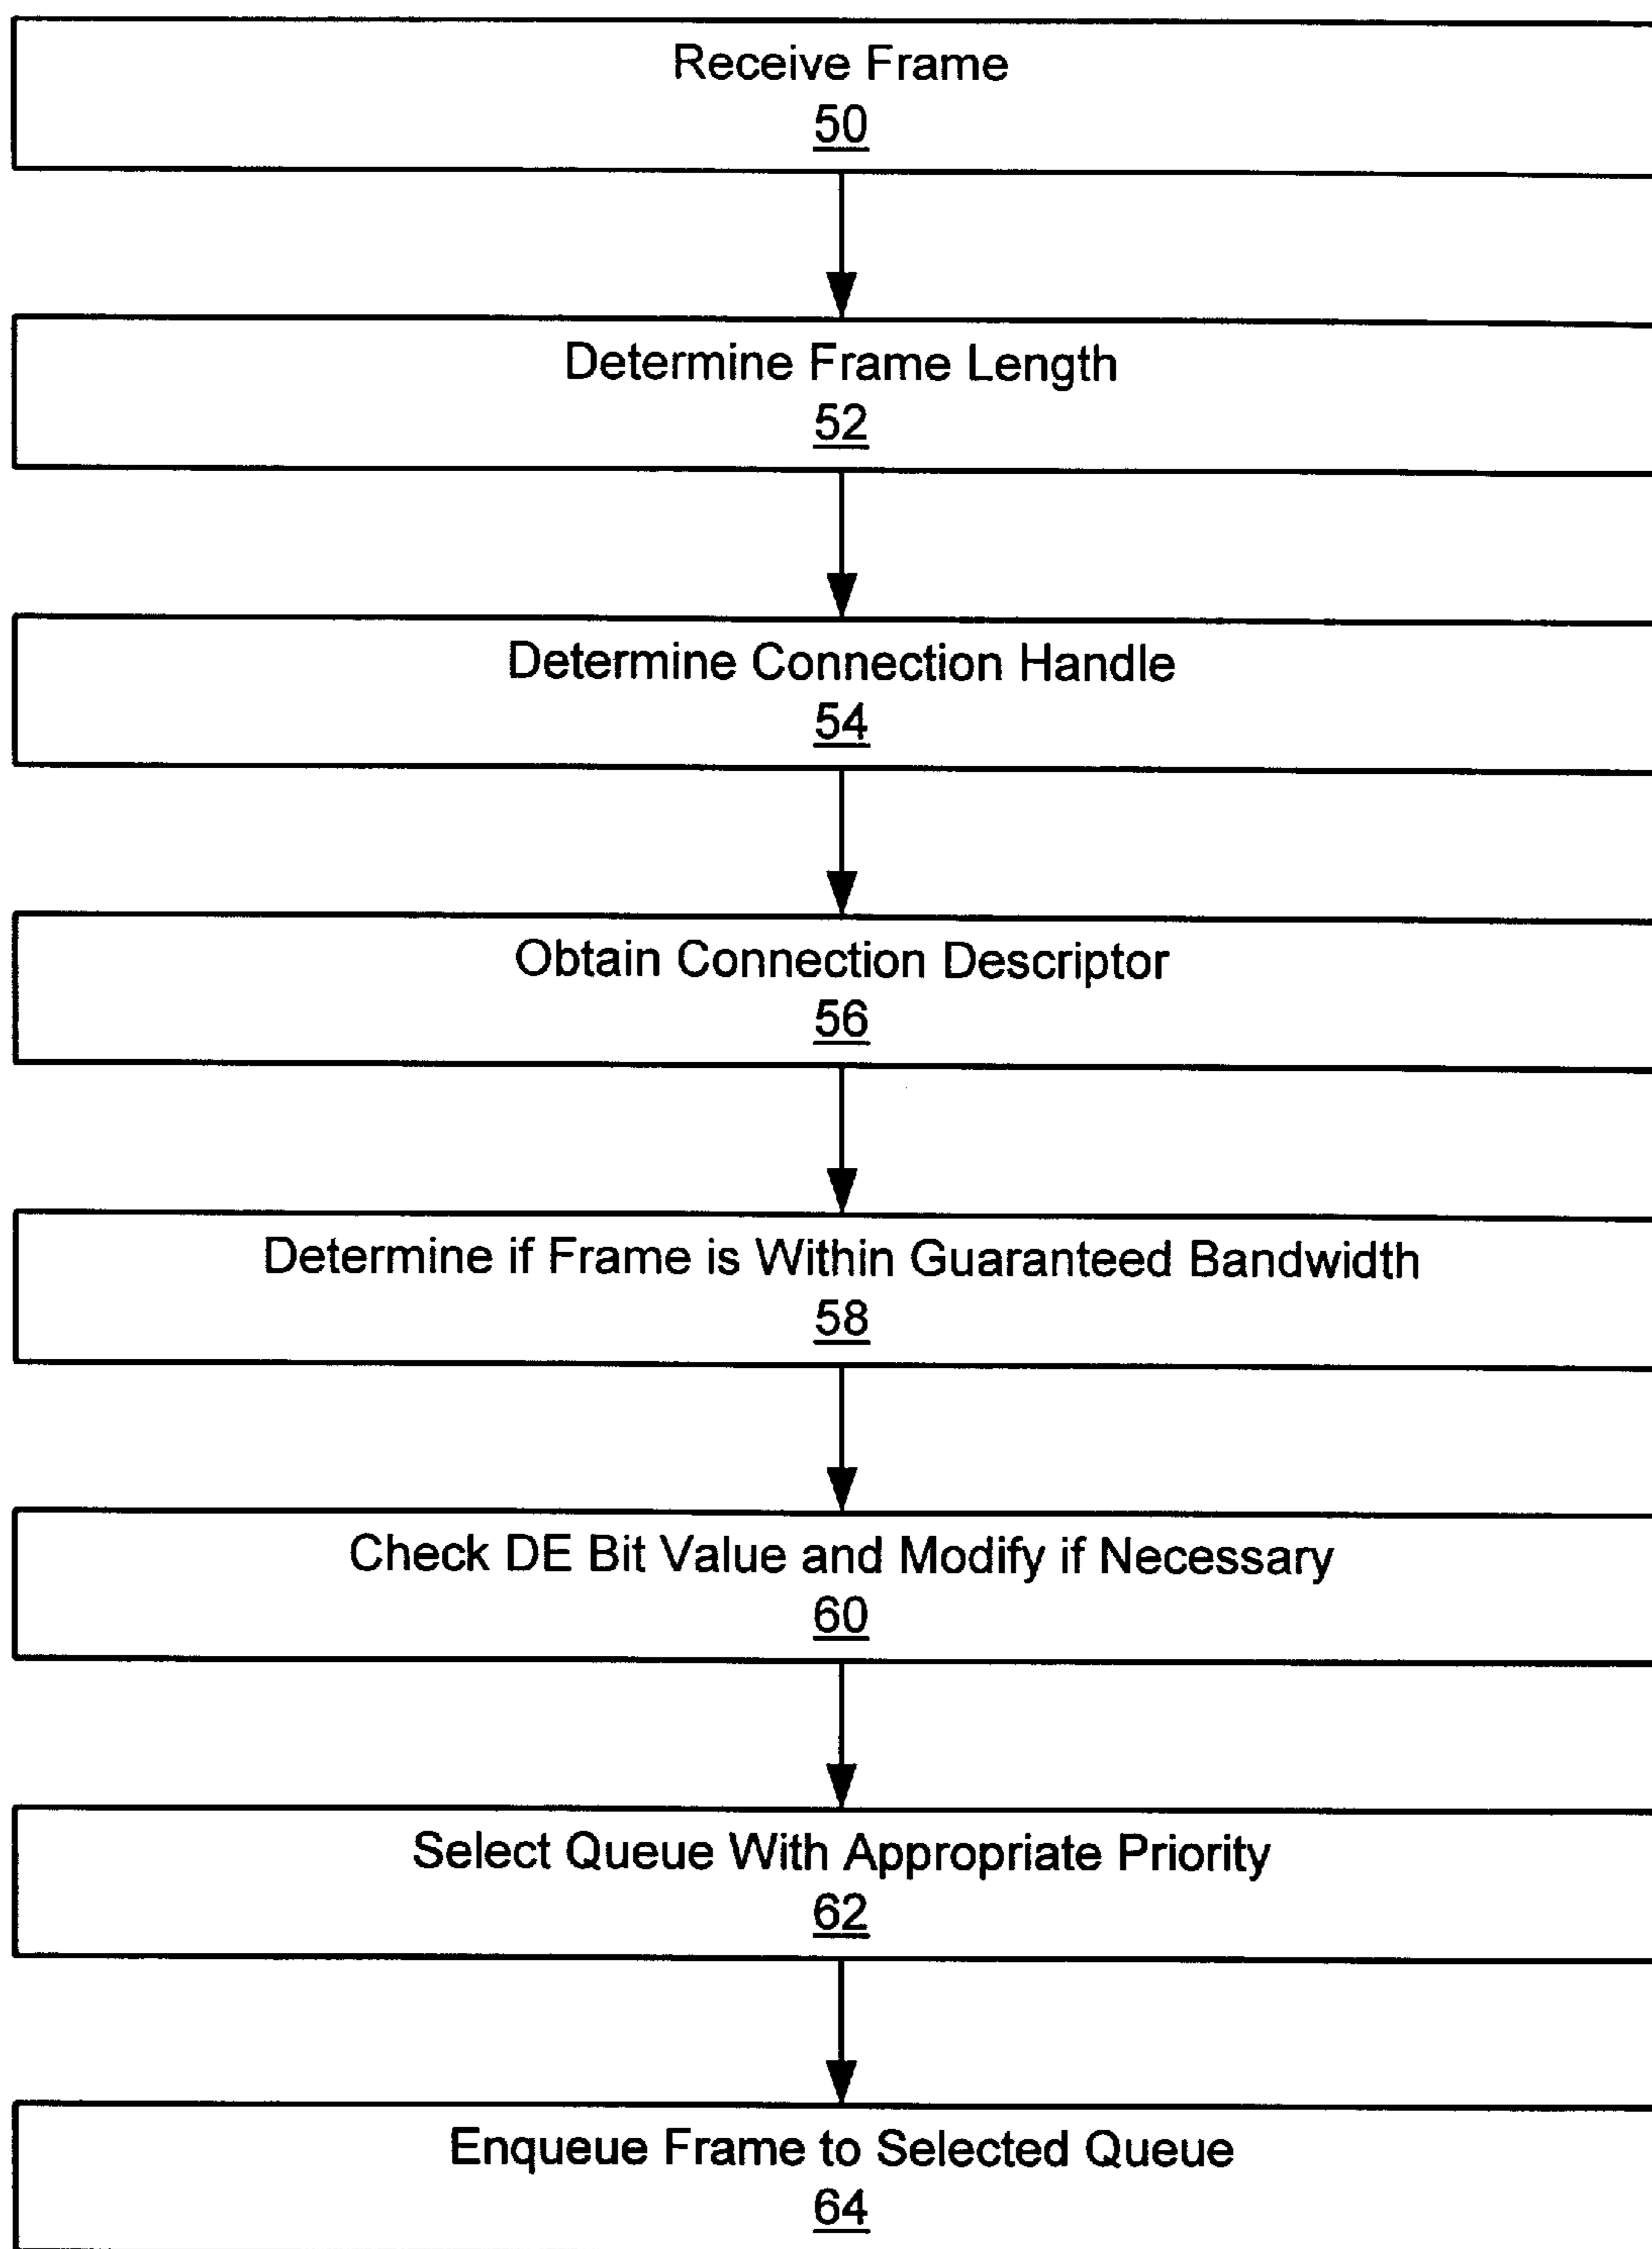 Receive Frame
50
Determine Frame Length
52
Determine Connection Handle
54
Obtain Connection Descriptor
56
Determine if Frame is Within Guaranteed Bandwidth
58
Check DE Bit Value and Modify if Necessary
60
Select Queue With Appropriate Priority
62
Enqueue Frame to Selected Queue
64